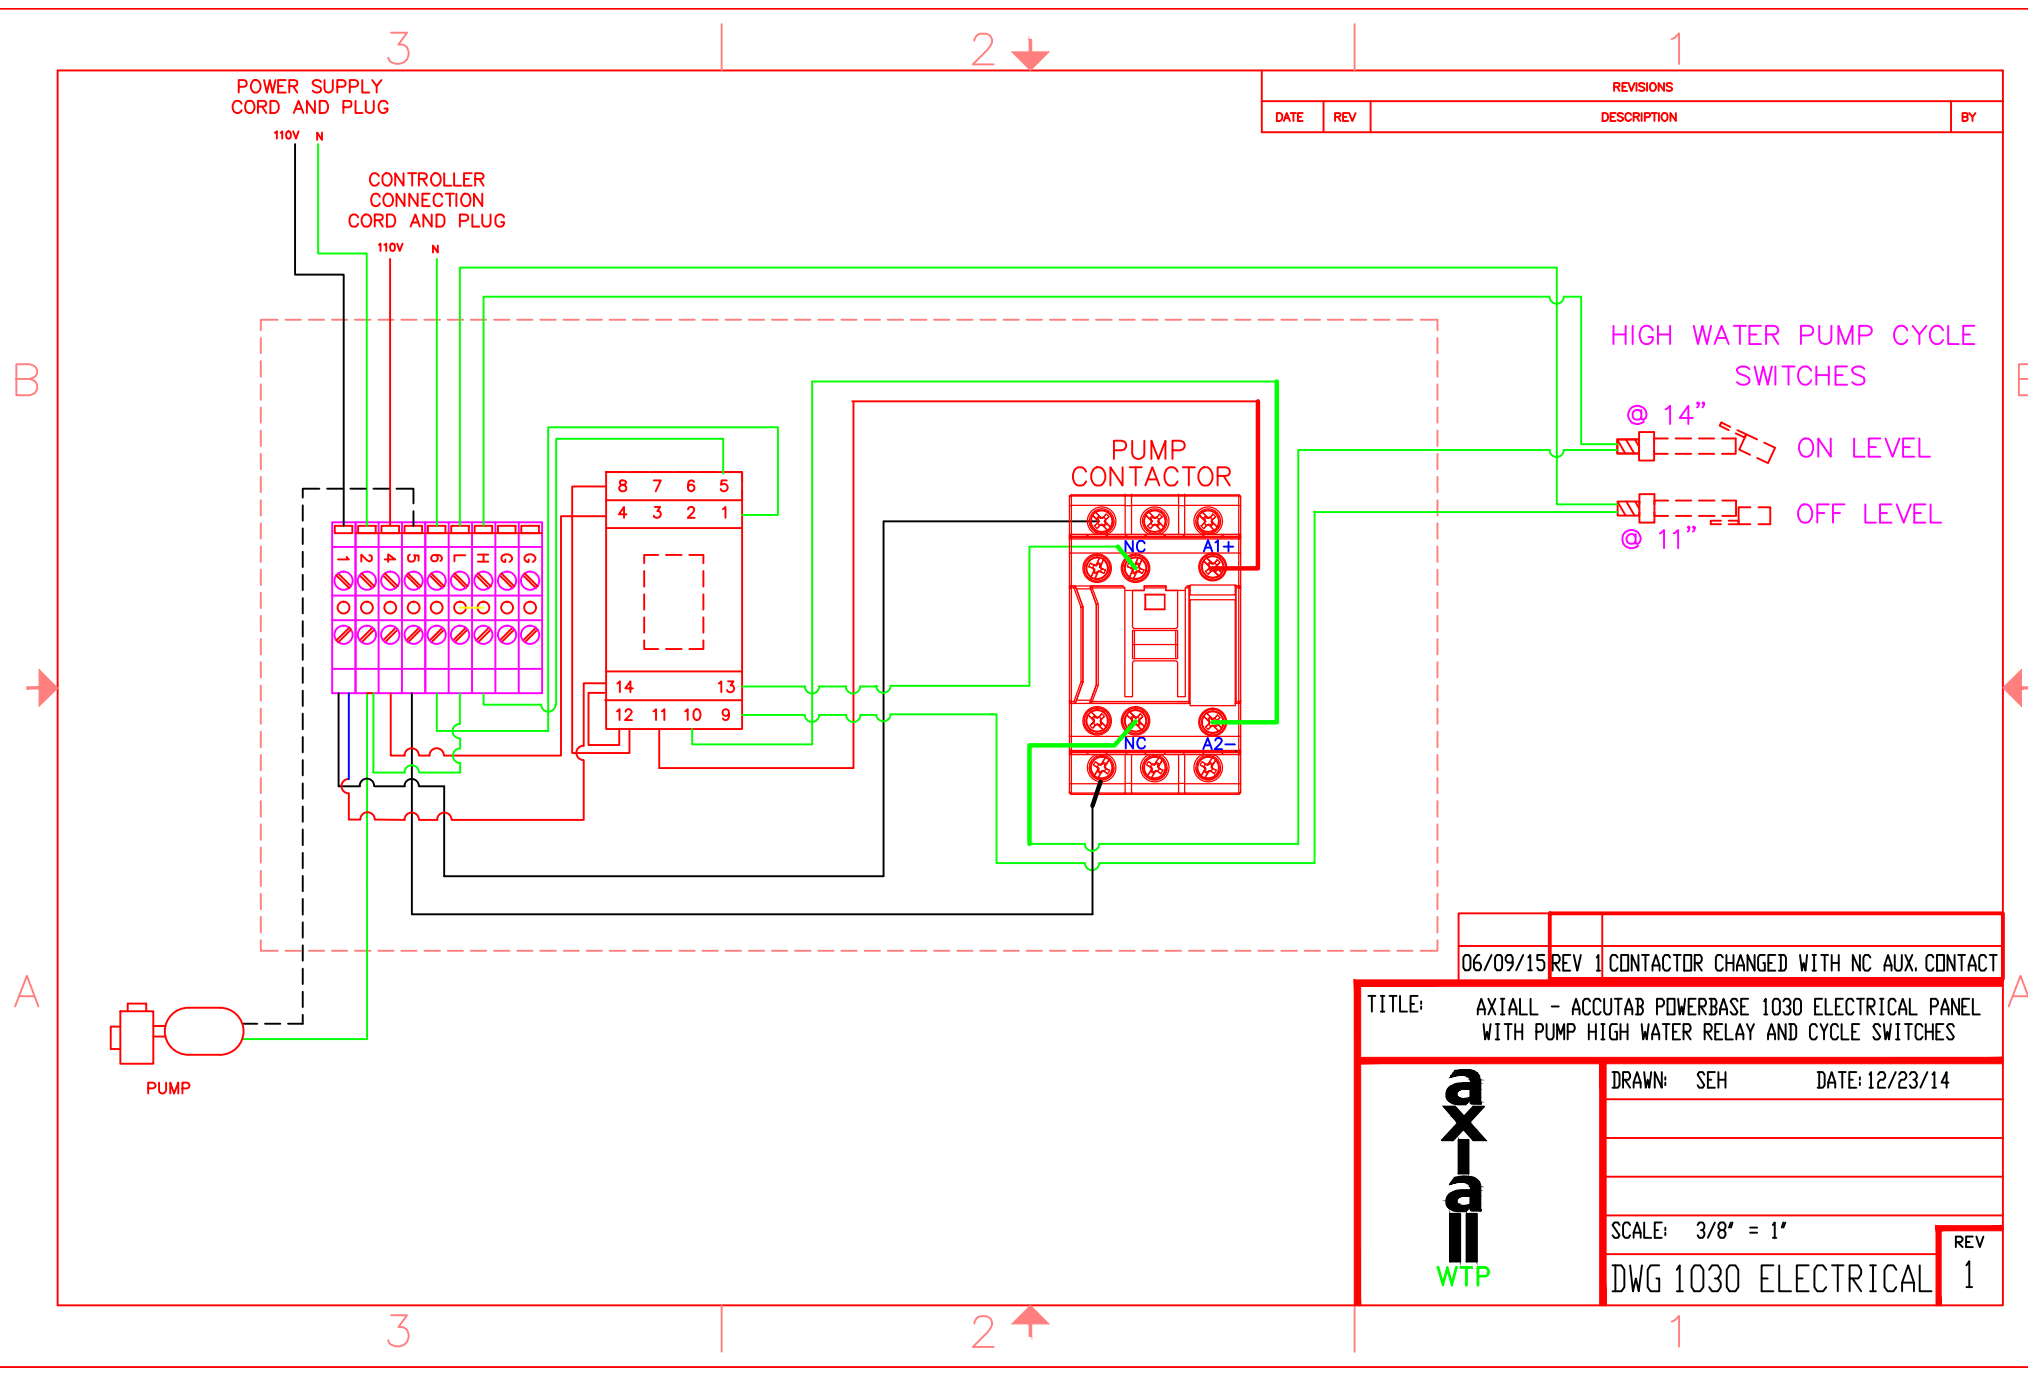 3
2
1
POWER SUPPLY
CORD AND PLUG
110V N
REVISIONS
DATE REV DESCRIPTION BY
CONTROLLER
CONNECTION
CORD AND PLUG
110V N
HIGH WATER PUMP CYCLE
SWITCHES
@ 14"
ON LEVEL
OFF LEVEL
@ 11"
B
B
PUMP
CONTACTOR
8 7 6 5
4 3 2 1
NC A1+
1 2 4 5 6 L H G G
14 13
12 11 10 9
NC A2-
A
A
PUMP
06/09/15 REV 1 CONTACTOR CHANGED WITH NC AUX. CONTACT
TITLE: AXIALL - ACCUTAB POWERBASE 1030 ELECTRICAL PANEL
WITH PUMP HIGH WATER RELAY AND CYCLE SWITCHES
axiall
WTP
DRAWN: SEH DATE: 12/23/14
SCALE: 3/8" = 1"
DWG 1030 ELECTRICAL
REV
1
3
2
1